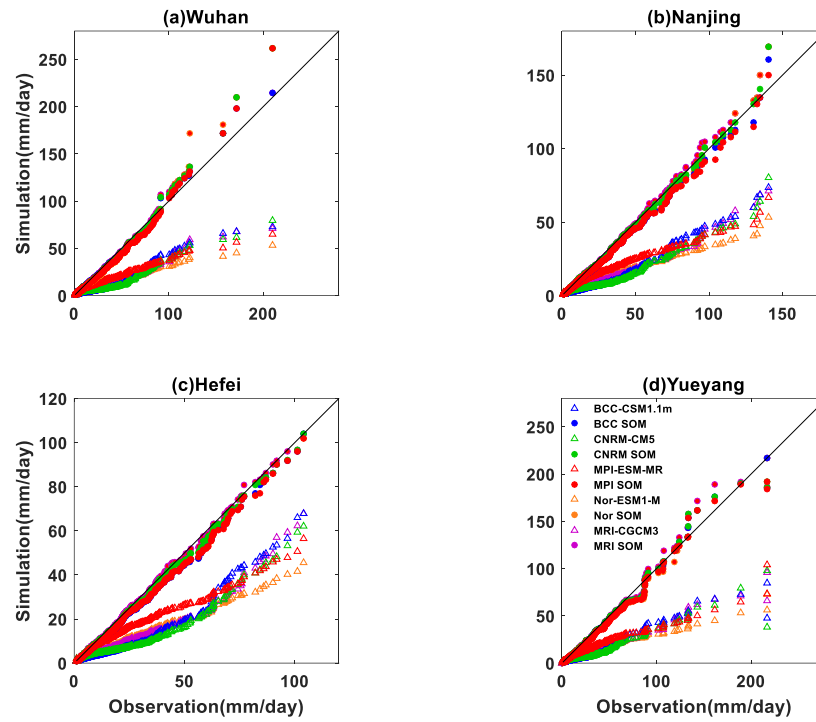 (a)Wuhan
Simulation(mm/day)
250
200
150
100
50
0
0 100 200
(b)Nanjing
150
100
50
0
0 50 100 150
(c)Hefei
Simulation(mm/day)
120
100
80
60
40
20
0
0 50 100
Observation(mm/day)
(d)Yueyang
250
200
150
100
50
0
0 100 200
Observation(mm/day)
BCC-CSM1.1m
BCC SOM
CNRM-CM5
CNRM SOM
MPI-ESM-MR
MPI SOM
Nor-ESM1-M
Nor SOM
MRI-CGCM3
MRI SOM